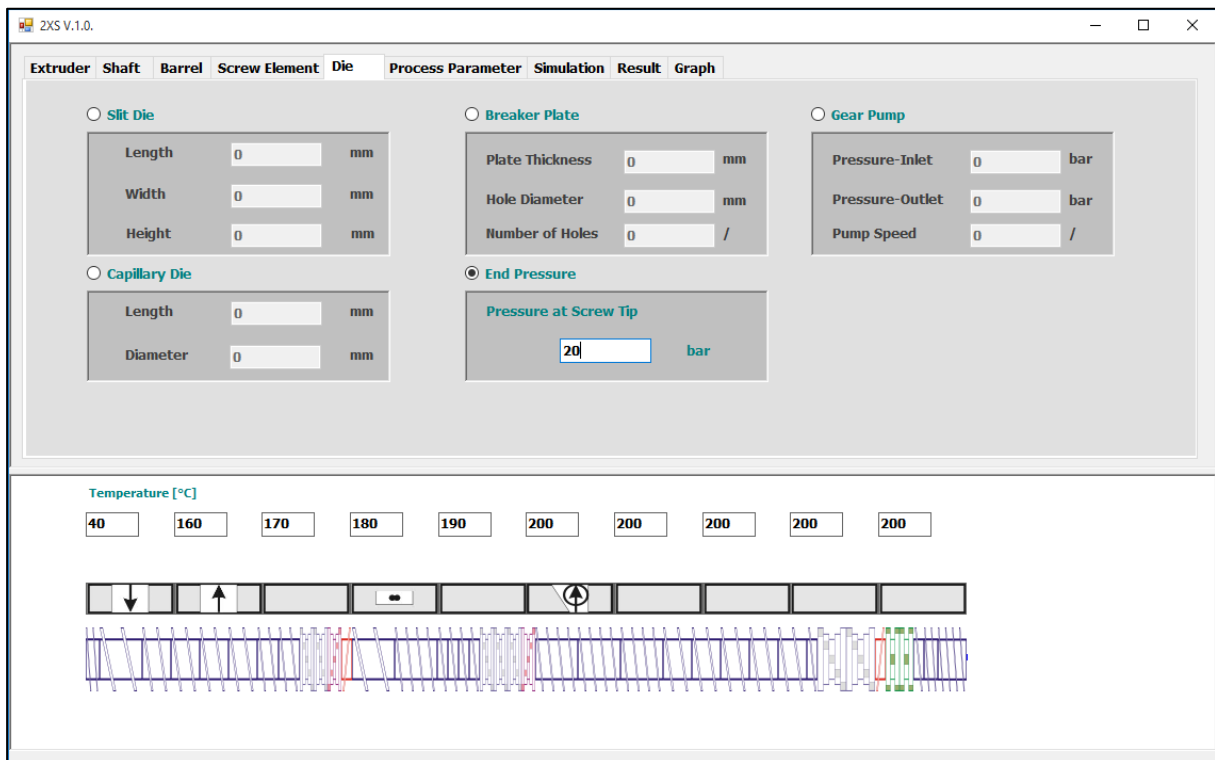 2XS V.1.0.
Extruder Shaft Barrel Screw Element Die Process Parameter Simulation Result Graph
Slit Die
Length 0 mm
Width 0 mm
Height 0 mm
Capillary Die
Length 0 mm
Diameter 0 mm
Breaker Plate
Plate Thickness 0 mm
Hole Diameter 0 mm
Number of Holes 0 /
End Pressure
Pressure at Screw Tip
20 bar
Gear Pump
Pressure-Inlet 0 bar
Pressure-Outlet 0 bar
Pump Speed 0 /
Temperature [°C]
40 160 170 180 190 200 200 200 200 200